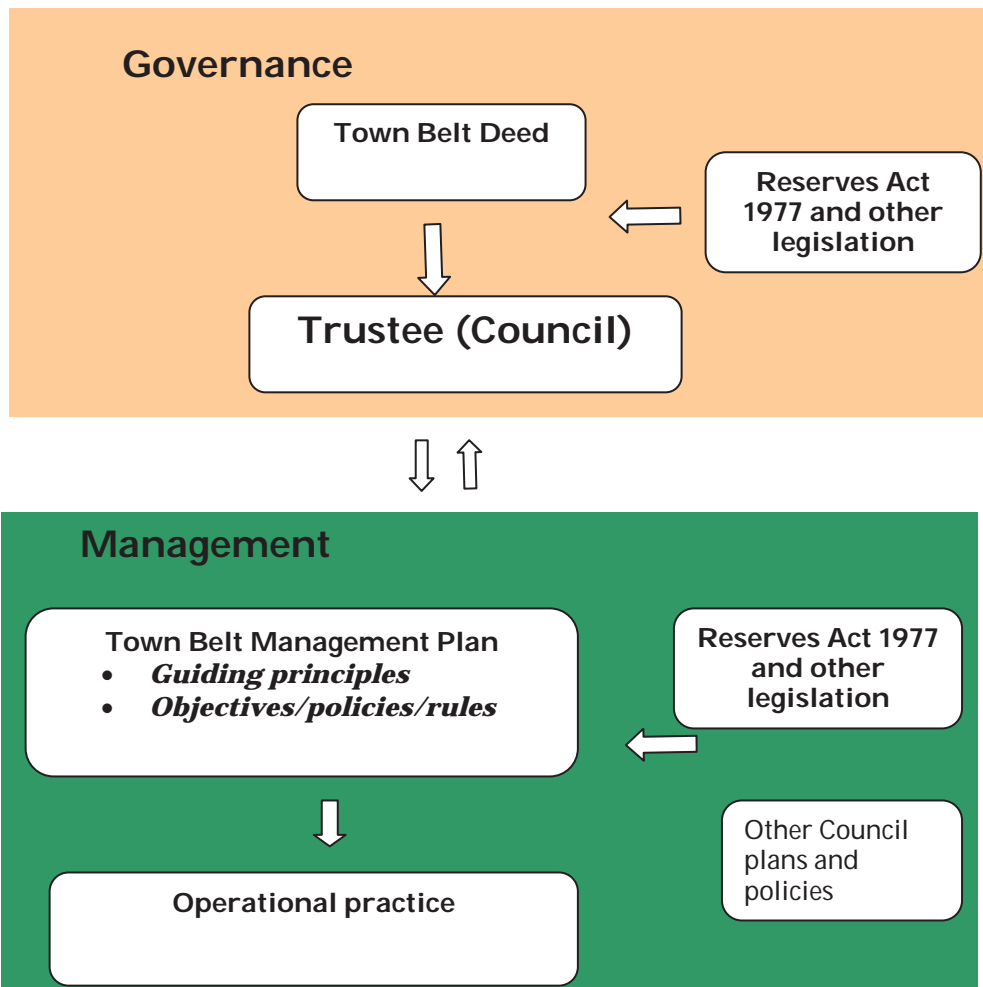 Governance
Town Belt Deed
Reserves Act
1977 and other
legislation
Trustee (Council)
Management
Town Belt Management Plan
• Guiding principles
• Objectives/policies/rules
Reserves Act 1977
and other
legislation
Other Council
plans and
policies
Operational practice